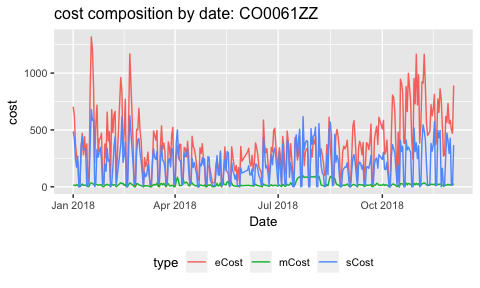 cost composition by date: CO0061ZZ
1000
500
0
cost
Jan 2018 Apr 2018 Jul 2018 Oct 2018
Date
type eCost mCost sCost